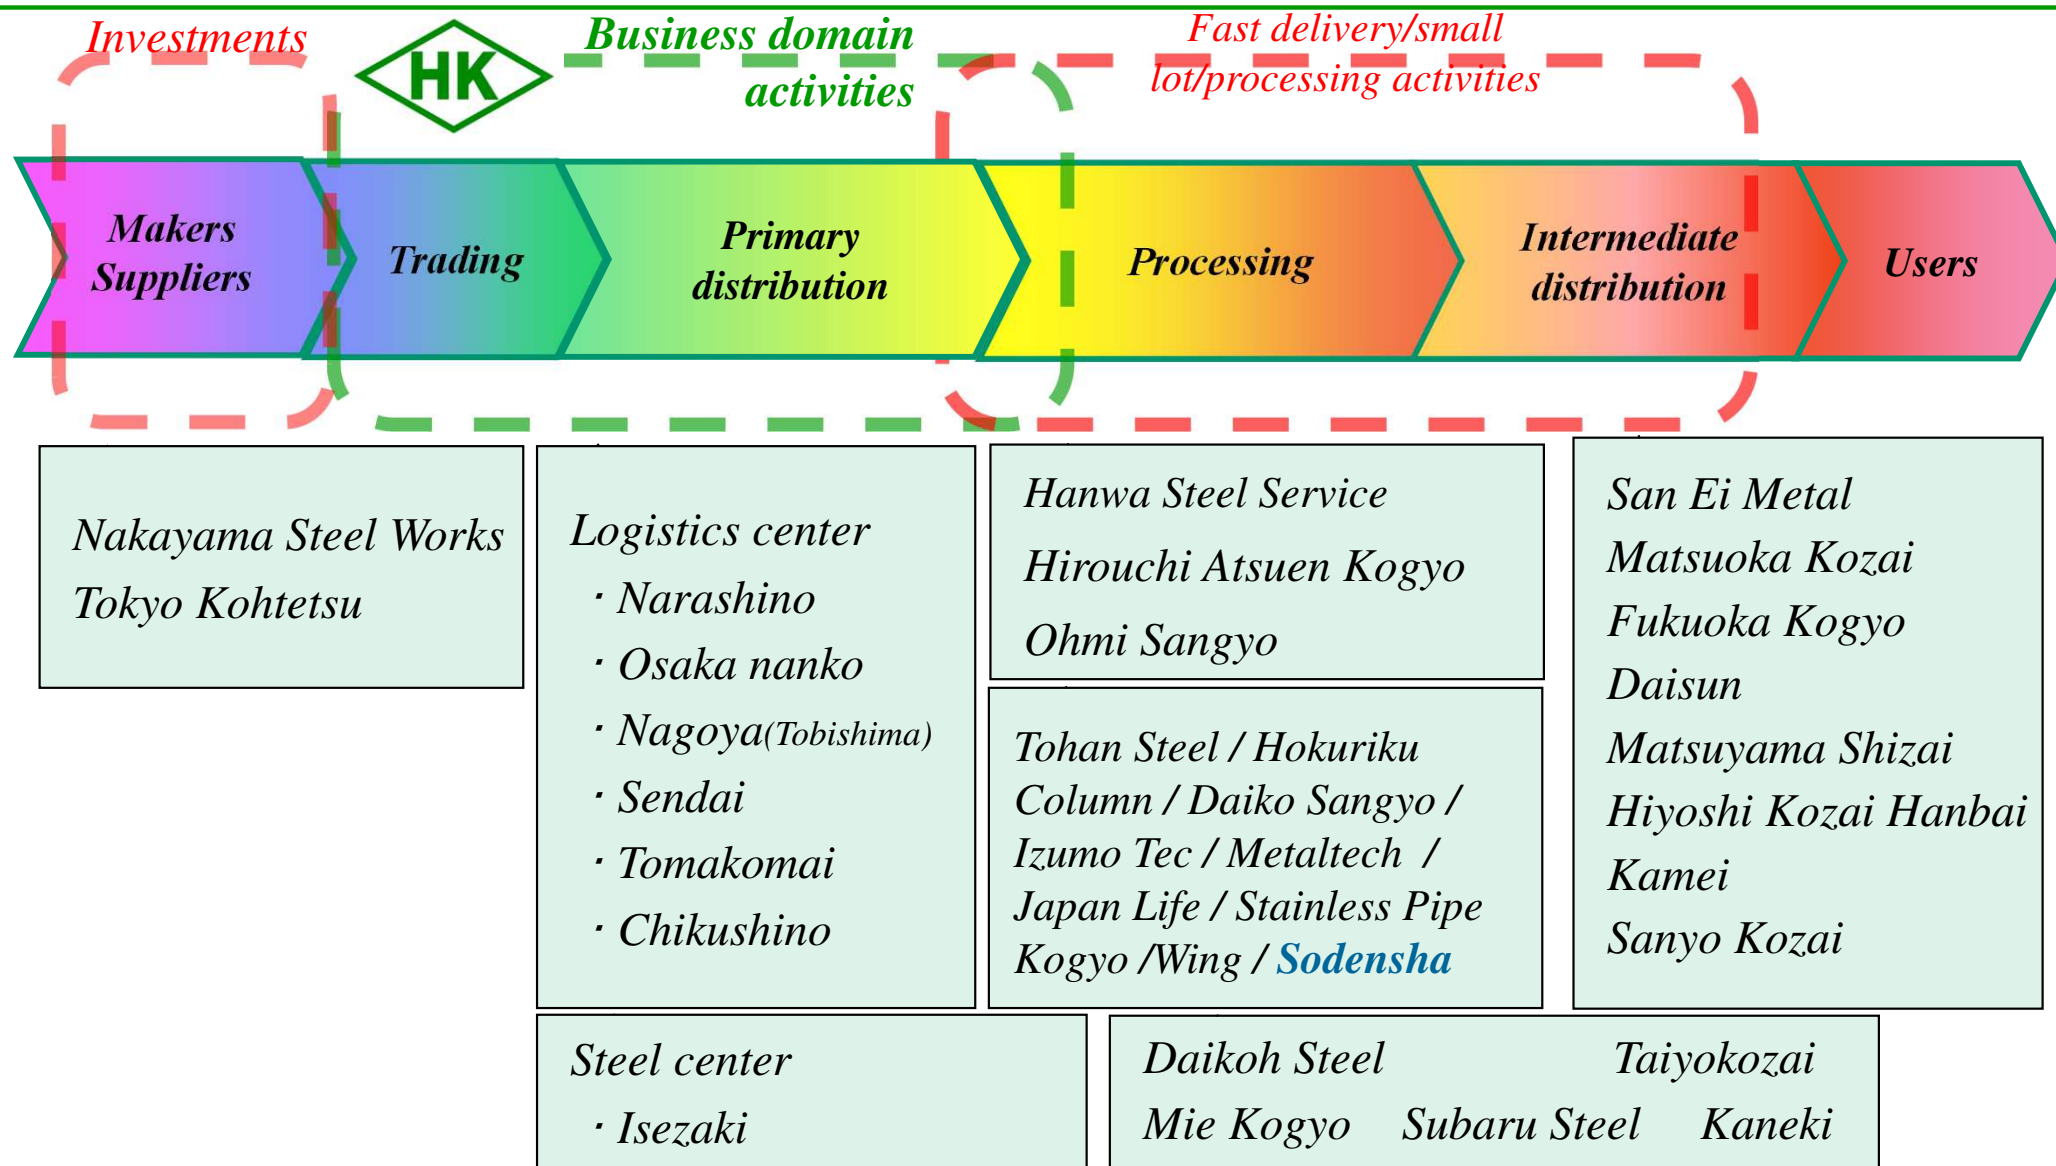 Investments
HK
Business domain
activities
Fast delivery/small
lot/processing activities
Makers
Suppliers
Trading
Primary
distribution
Processing
Intermediate
distribution
Users
Nakayama Steel Works
Tokyo Kohtetsu
Logistics center
・Narashino
・Osaka nanko
・Nagoya(Tobishima)
・Sendai
・Tomakomai
・Chikushino
Steel center
・Isezaki
Hanwa Steel Service
Hirouchi Atsuen Kogyo
Ohmi Sangyo
Tohan Steel / Hokuriku
Column / Daiko Sangyo /
Izumo Tec / Metaltech /
Japan Life / Stainless Pipe
Kogyo /Wing / Sodensha
San Ei Metal
Matsuoka Kozai
Fukuoka Kogyo
Daisun
Matsuyama Shizai
Hiyoshi Kozai Hanbai
Kamei
Sanyo Kozai
Daikoh Steel Taiyokozai
Mie Kogyo Subaru Steel Kaneki